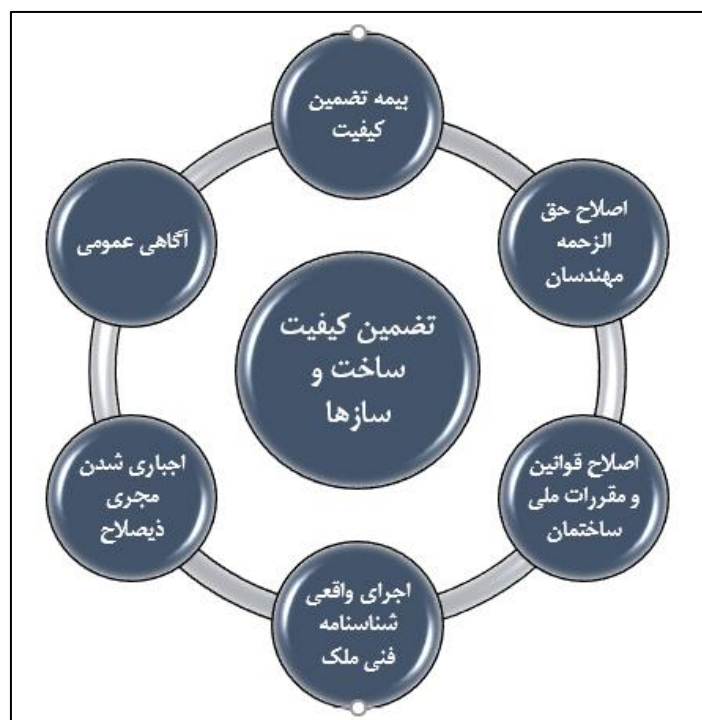 بیمه تضمین
کیفیت
اصلاح حق
الزحمه
مهندسان
اصلاح قوانین
و مقررات ملی
ساختمان
اجرای واقعی
شناسنامه
فنی ملک
اجباری شدن
مجری
ذیصلاح
آگاهی عمومی
تضمین کیفیت
ساخت و
سازها